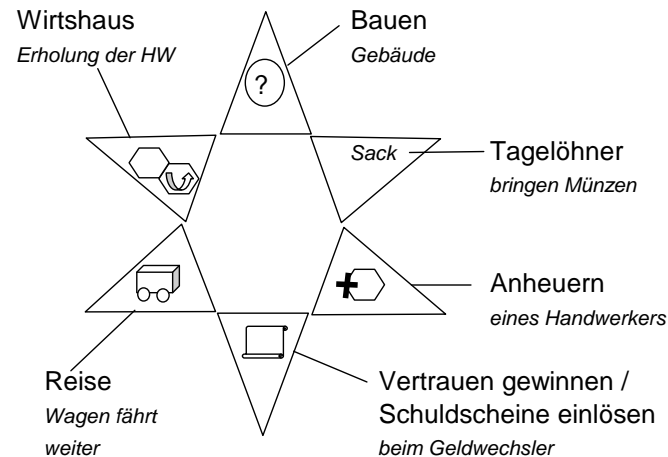 Wirtshaus
Erholung der HW
Bauen
Gebäude
?
Sack
Tagelöhner
bringen Münzen
Anheuern
eines Handwerkers
Reise
Wagen fährt
weiter
Vertrauen gewinnen /
Schuldscheine einlösen
beim Geldwechsler